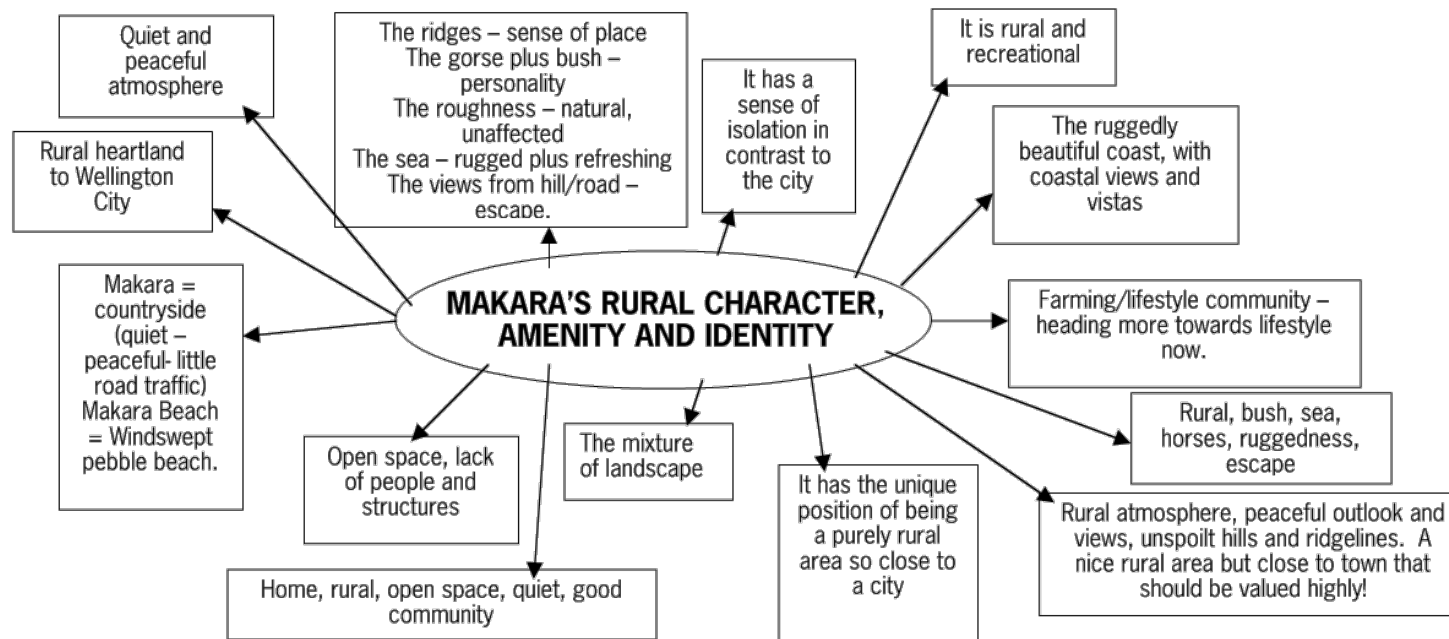 Quiet and
peaceful
atmosphere
The ridges – sense of place
The gorse plus bush –
personality
The roughness – natural,
unaffected
The sea – rugged plus refreshing
The views from hill/road –
escape.
It has a
sense of
isolation in
contrast to
the city
It is rural and
recreational
Rural heartland
to Wellington
City
The ruggedly
beautiful coast, with
coastal views and
vistas
MAKARA'S RURAL CHARACTER,
AMENITY AND IDENTITY
Makara =
countryside
(quiet –
peaceful- little
road traffic)
Makara Beach
= Windswept
pebble beach.
Farming/lifestyle community –
heading more towards lifestyle
now.
Rural, bush, sea,
horses, ruggedness,
escape
Open space, lack
of people and
structures
The mixture
of landscape
It has the unique
position of being
a purely rural
area so close to
a city
Rural atmosphere, peaceful outlook and
views, unspoilt hills and ridgelines.  A
nice rural area but close to town that
should be valued highly!
Home, rural, open space, quiet, good
community